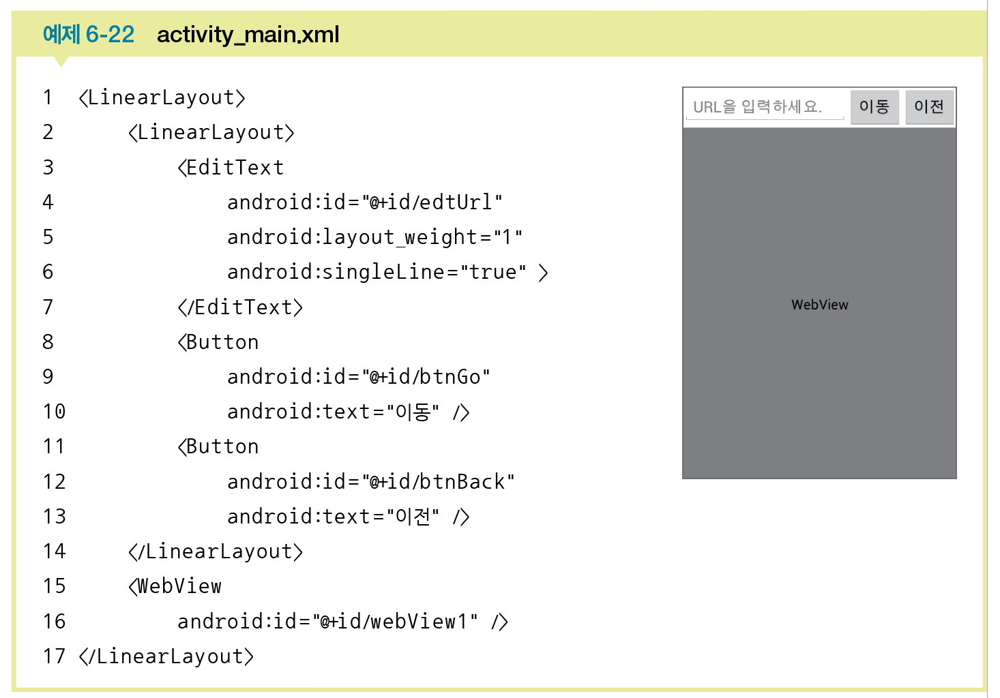 예제 6-22 activity_main.xml
1 <LinearLayout>
2 <LinearLayout>
3 <EditText
4 android:id="@+id/edtUrl"
5 android:layout_weight="1"
6 android:singleLine="true" >
7 </EditText>
8 <Button
9 android:id="@+id/btnGo"
10 android:text="이동" />
11 <Button
12 android:id="@+id/btnBack"
13 android:text="이전" />
14 </LinearLayout>
15 <WebView
16 android:id="@+id/webView1" />
17 </LinearLayout>
URL을 입력하세요. 이동 이전
WebView